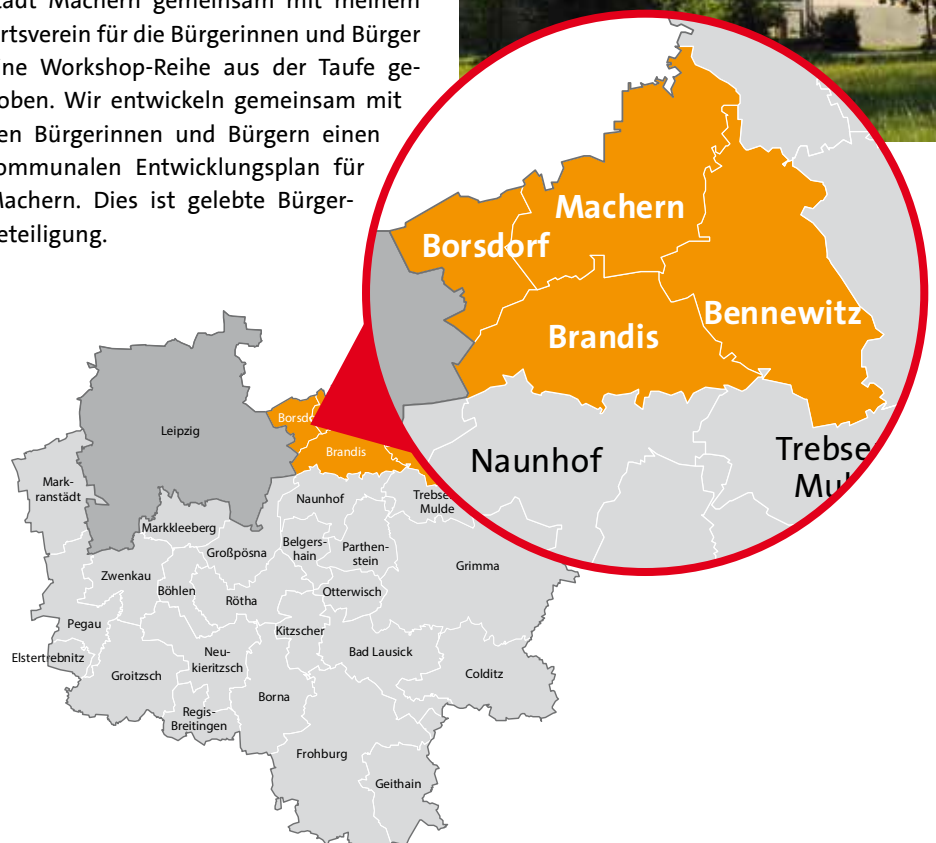 stadt Machern gemeinsam mit meinem
rtsverein für die Bürgerinnen und Bürger
ine Workshop-Reihe aus der Taufe ge-
oben. Wir entwickeln gemeinsam mit
en Bürgerinnen und Bürgern einen
ommunalen Entwicklungsplan für
Machern. Dies ist gelebte Bürger-
eteiligung.
Machern
Borsdorf
Bennewitz
Brandis
Naunhof
Trebse
Mul
Borsdo
Leipzig
Brandis
Mark-
ranstädt
Naunhof
Trebse
Mulde
Markkleeberg
Großpösna
Belgers-
hain
Parthen-
stein
Grimma
Zwenkau
Böhlen
Rötha
Otterwisch
Pegau
Kitzscher
Elstertrebnitz
Neu-
kieritzsch
Bad Lausick
Groitzsch
Colditz
Borna
Regis-
Breitingen
Frohburg
Geithain